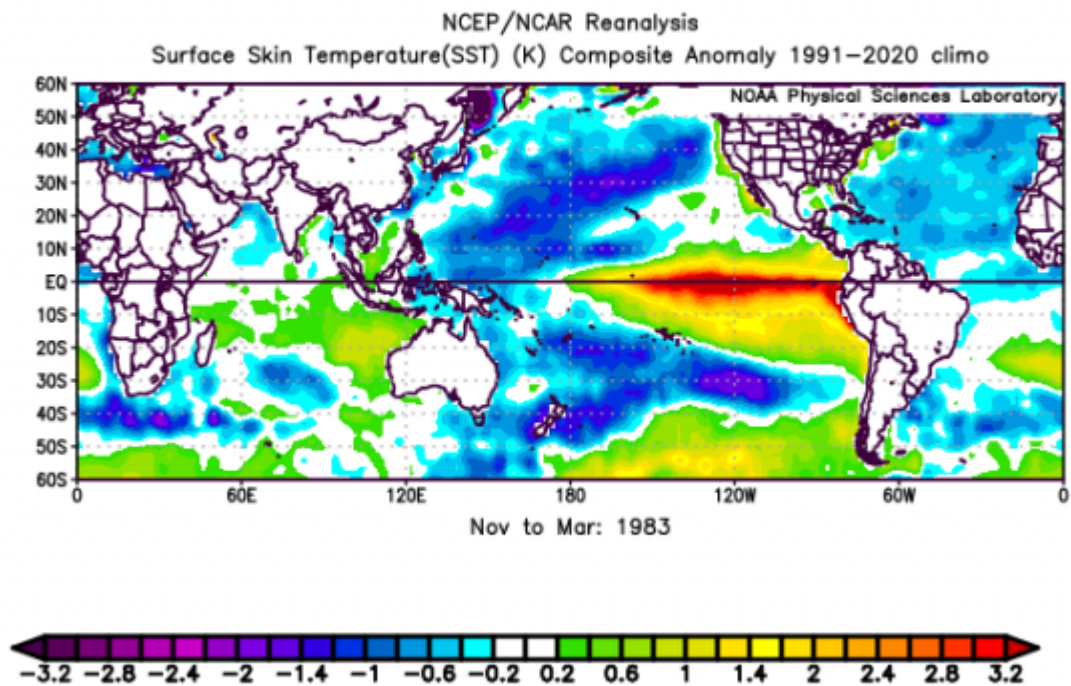 NCEP/NCAR Reanalysis
Surface Skin Temperature(SST) (K) Composite Anomaly 1991-2020 climo
NOAA Physical Sciences Laboratory
60N
50N
40N
30N
20N
10N
EQ
10S
20S
30S
40S
50S
60S
0 60E 120E 180 120W 60W 0
Nov to Mar: 1983
-3.2 -2.8 -2.4 -2 -1.4 -1 -0.6 -0.2 0.2 0.6 1 1.4 2 2.4 2.8 3.2